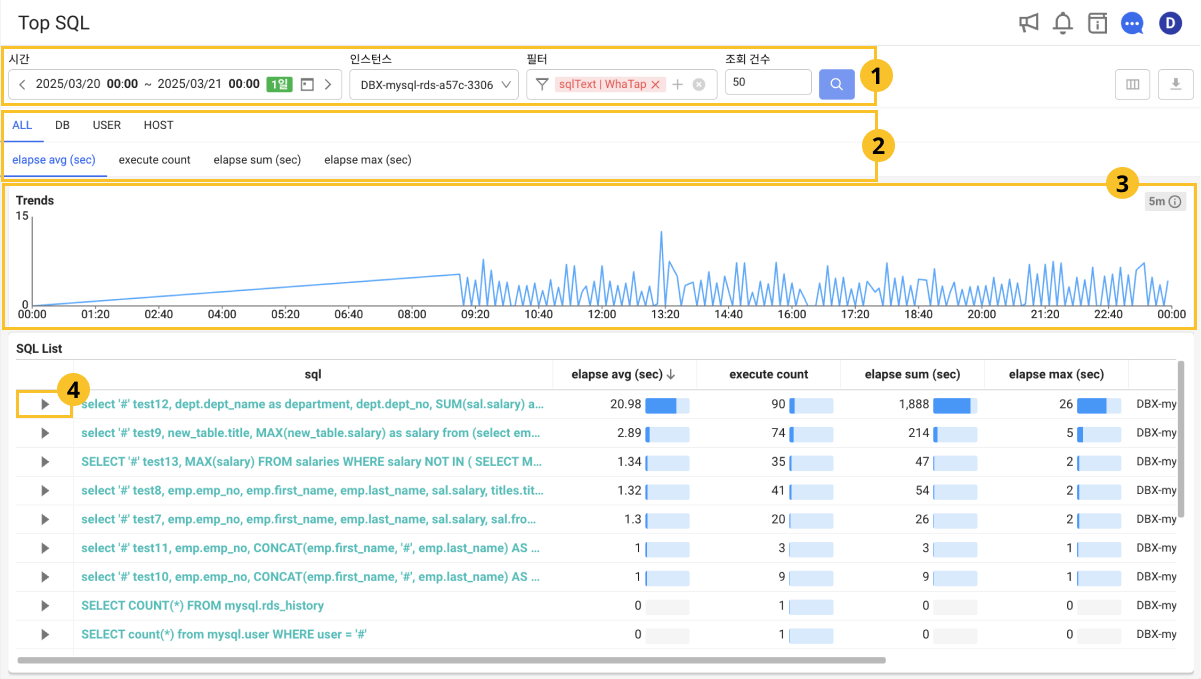 Top SQL
D
시간 인스턴스 필터 조회 건수
2025/03/20 00:00 ~ 2025/03/21 00:00 1일 DBX-mysql-rds-a57c-3306 sqlText | WhaTap 50
1
ALL DB USER HOST
2
elapse avg (sec) execute count elapse sum (sec) elapse max (sec)
3
Trends 5m
15
0
00:00 01:20 02:40 04:00 05:20 06:40 08:00 09:20 10:40 12:00 13:20 14:40 16:00 17:20 18:40 20:00 21:20 22:40 00:00
SQL List
sql elapse avg (sec) execute count elapse sum (sec) elapse max (sec)
4
select '#' test12, dept.dept_name as department, dept.dept_no, SUM(sal.salary) a... 20.98 90 1,888 26 DBX-my
select '#' test9, new_table.title, MAX(new_table.salary) as salary from (select em... 2.89 74 214 5 DBX-my
SELECT '#' test13, MAX(salary) FROM salaries WHERE salary NOT IN ( SELECT M... 1.34 35 47 2 DBX-my
select '#' test8, emp.emp_no, emp.first_name, emp.last_name, sal.salary, titles.tit... 1.32 41 54 2 DBX-my
select '#' test7, emp.emp_no, emp.first_name, emp.last_name, sal.salary, sal.fro... 1.3 20 26 2 DBX-my
select '#' test11, emp.emp_no, CONCAT(emp.first_name, '#', emp.last_name) AS ... 1 3 3 1 DBX-my
select '#' test10, emp.emp_no, CONCAT(emp.first_name, '#', emp.last_name) AS ... 1 9 9 1 DBX-my
SELECT COUNT(*) FROM mysql.rds_history 0 1 0 0 DBX-my
SELECT count(*) from mysql.user WHERE user = '#' 0 1 0 0 DBX-my